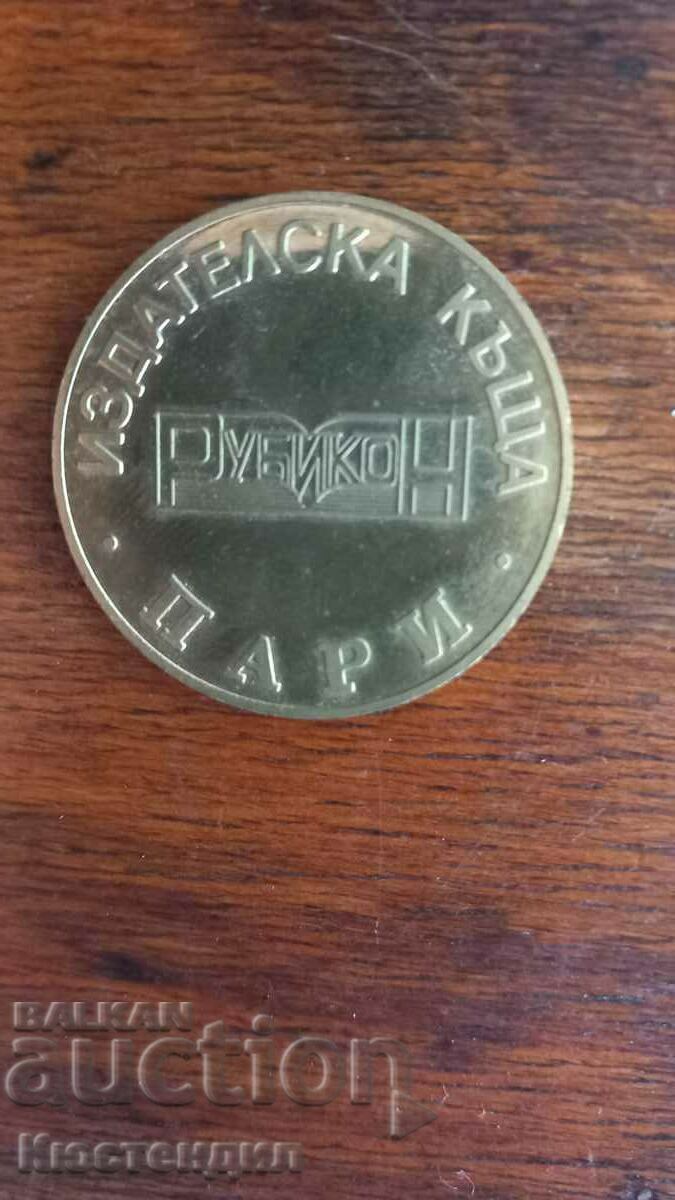 ИЗДАТЕЛСКА КЪЩА
РУБИКОН
· ПАРИ ·
BALKAN
auction
Кюстендил